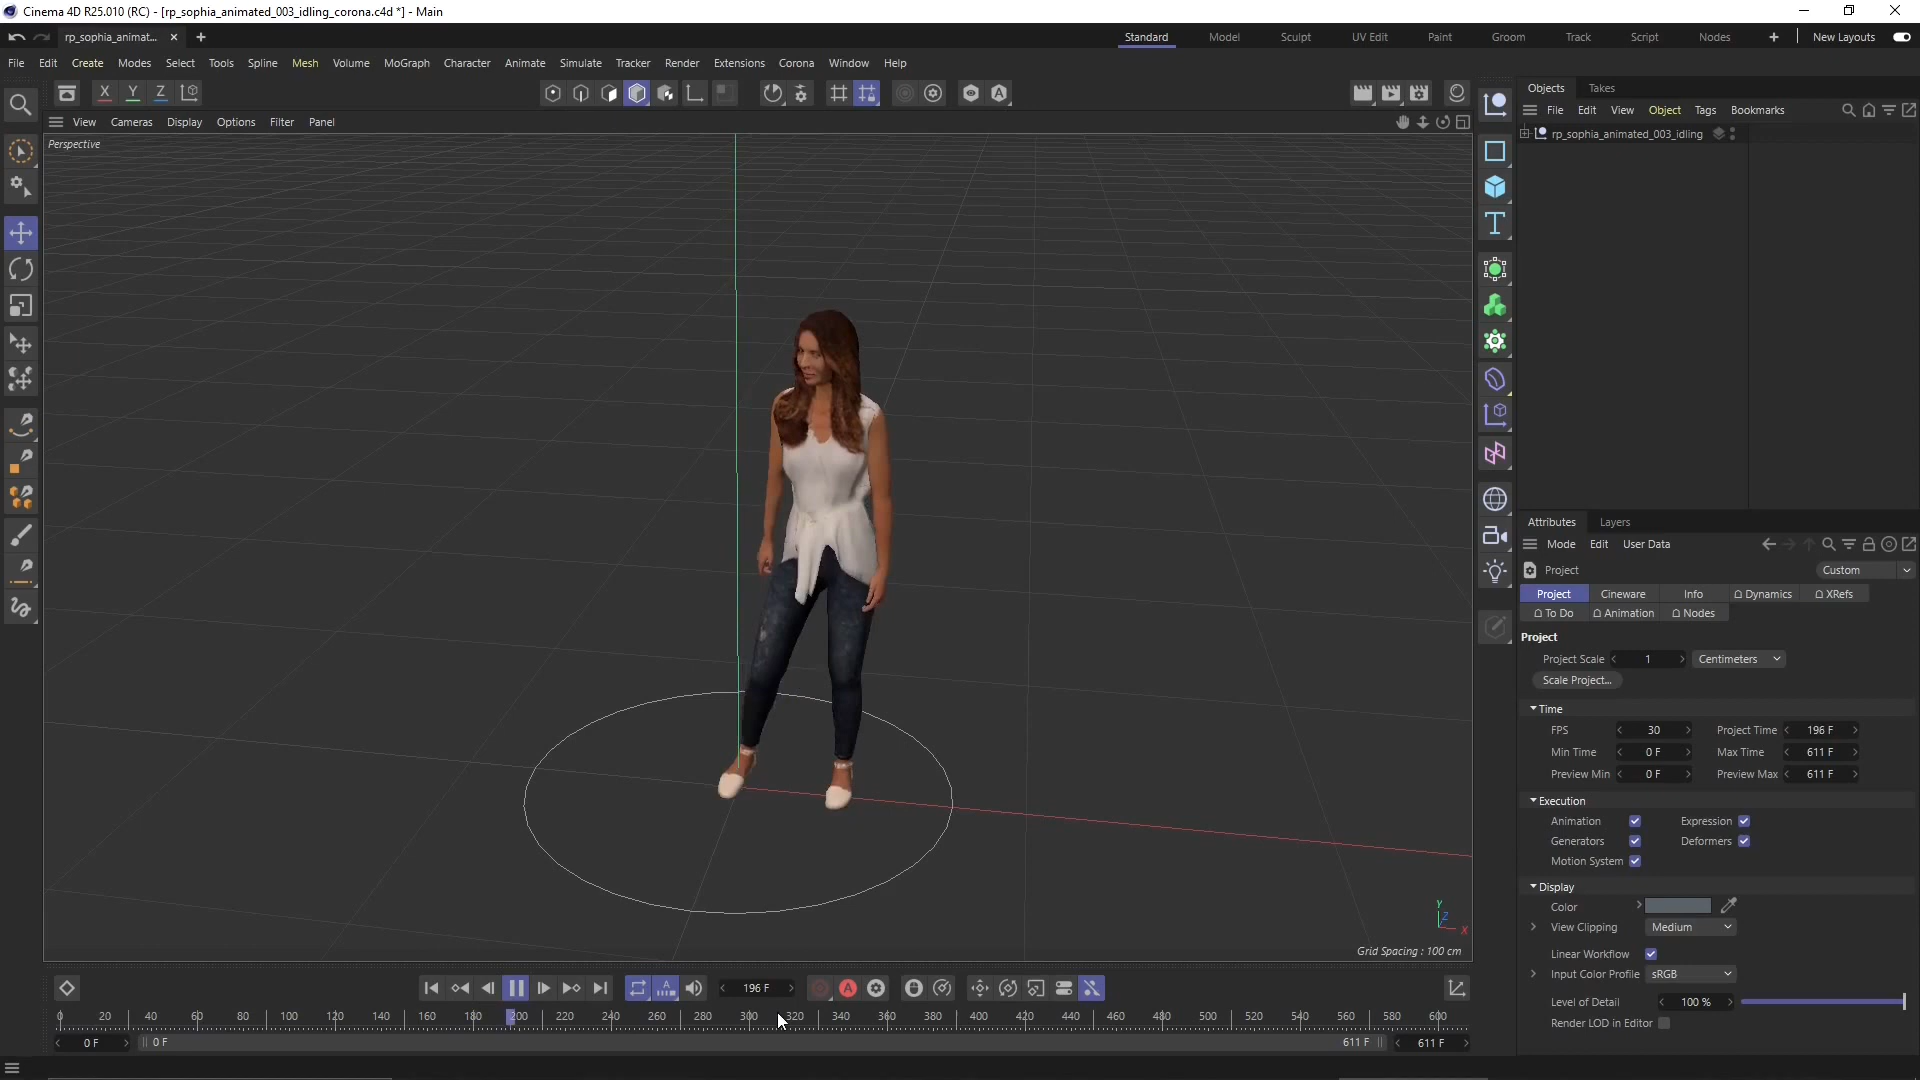 Cinema 4D R25.010 (RC) - [rp_sophia_animated_003_idling_corona.c4d *] - Main
rp_sophia_animat...
Standard Model Sculpt UV Edit Paint Groom Track Script Nodes New Layouts
File Edit Create Modes Select Tools Spline Mesh Volume MoGraph Character Animate Simulate Tracker Render Extensions Corona Window Help
X Y Z
View Cameras Display Options Filter Panel
Perspective
Objects Takes
File Edit View Object Tags Bookmarks
rp_sophia_animated_003_idling
Attributes Layers
Mode Edit User Data
Project Custom
Project Cineware Info Dynamics XRefs
To Do Animation Nodes
Project
Project Scale 1 Centimeters
Scale Project...
Time
FPS 30 Project Time 196 F
Min Time 0 F Max Time 611 F
Preview Min 0 F Preview Max 611 F
Execution
Animation Expression
Generators Deformers
Motion System
Display
Color
View Clipping Medium
Linear Workflow
Input Color Profile sRGB
Level of Detail 100 %
Render LOD in Editor
Y
Z
X
Grid Spacing : 100 cm
196 F
0 20 40 60 80 100 120 140 160 180 200 220 240 260 280 300 320 340 360 380 400 420 440 460 480 500 520 540 560 580 600
0 F 0 F 611 F 611 F